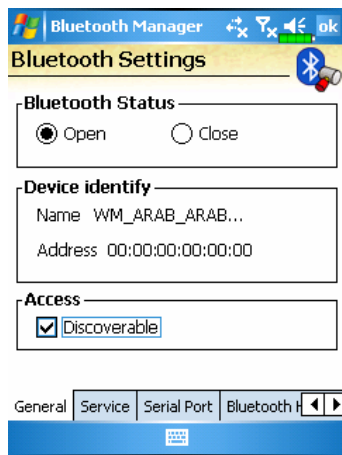 Bluetooth Manager ok
Bluetooth Settings
Bluetooth Status
Open Close
Device identify
Name WM_ARAB_ARAB...
Address 00:00:00:00:00:00
Access
Discoverable
General Service Serial Port Bluetooth H